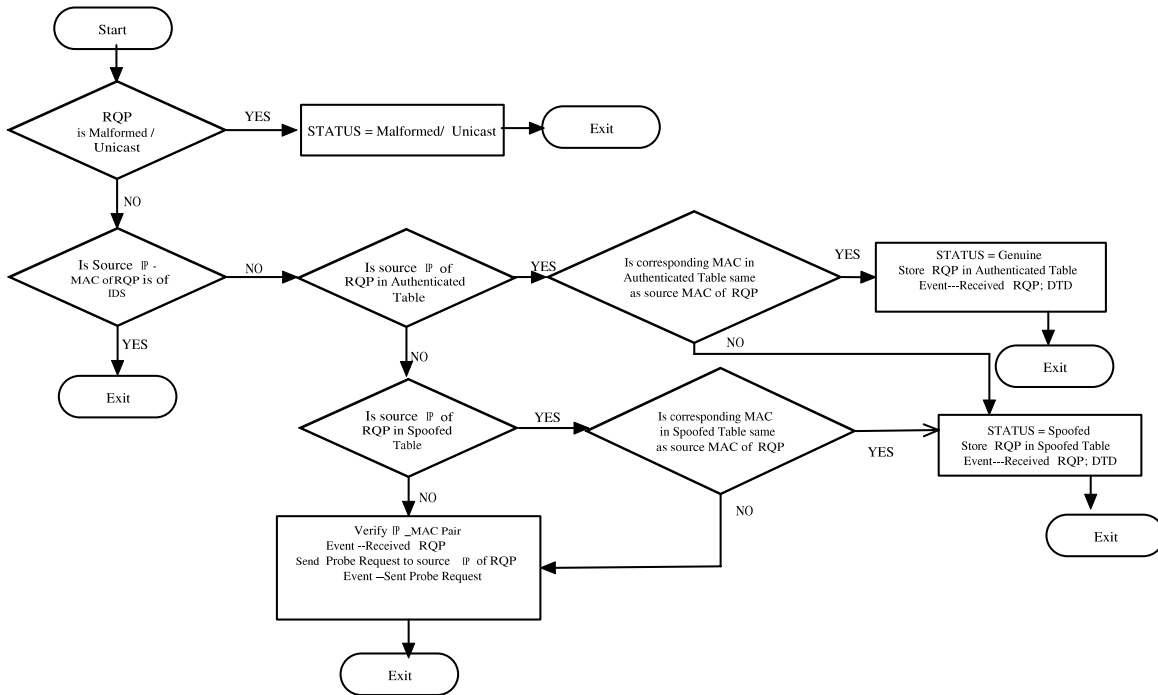 Start
RQP
is Malformed /
Unicast
YES
STATUS = Malformed/ Unicast
Exit
NO
Is Source IP -
MAC of RQP is of
IDS
NO
YES
Exit
Is source IP of
RQP in Authenticated
Table
YES
NO
Is corresponding MAC in
Authenticated Table same
as source MAC of RQP
YES
NO
STATUS = Genuine
Store RQP in Authenticated Table
Event---Received RQP; DTD
Exit
Is source IP of
RQP in Spoofed
Table
YES
NO
Is corresponding MAC
in Spoofed Table same
as source MAC of RQP
YES
NO
STATUS = Spoofed
Store RQP in Spoofed Table
Event---Received RQP; DTD
Exit
Verify IP _MAC Pair
Event --Received RQP
Send Probe Request to source IP of RQP
Event --Sent Probe Request
Exit